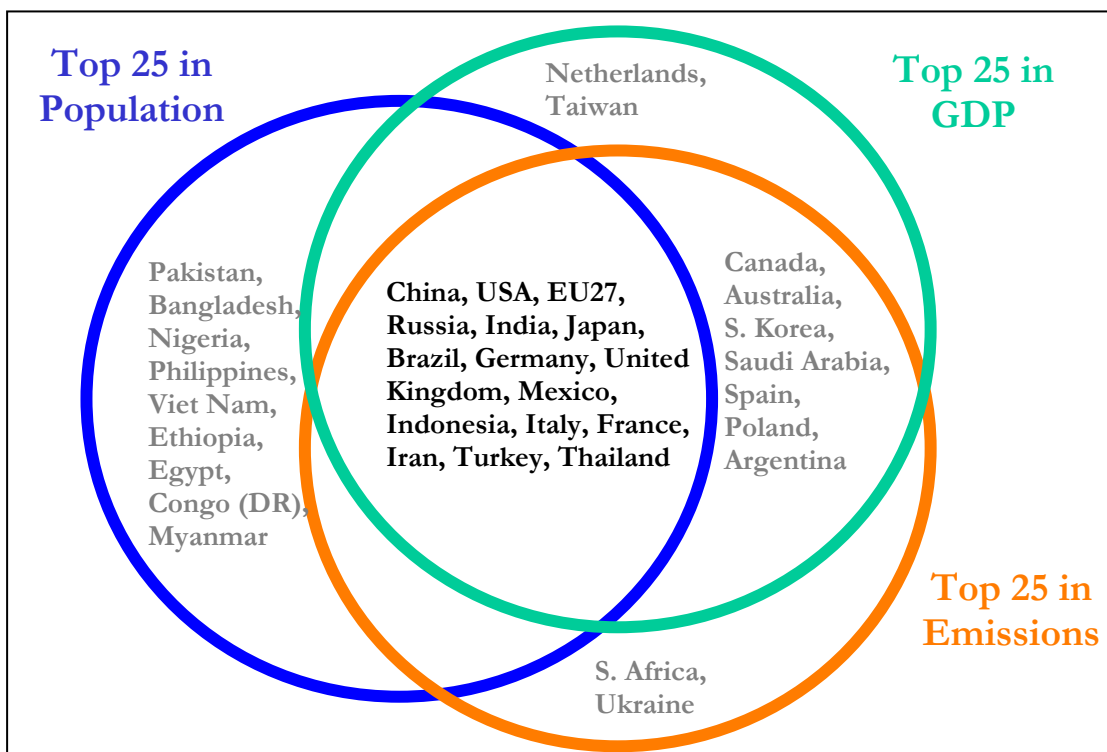 Top 25 in
Population
Netherlands,
Taiwan
Top 25 in
GDP
Pakistan,
Bangladesh,
Nigeria,
Philippines,
Viet Nam,
Ethiopia,
Egypt,
Congo (DR),
Myanmar
China, USA, EU27,
Russia, India, Japan,
Brazil, Germany, United
Kingdom, Mexico,
Indonesia, Italy, France,
Iran, Turkey, Thailand
Canada,
Australia,
S. Korea,
Saudi Arabia,
Spain,
Poland,
Argentina
Top 25 in
Emissions
S. Africa,
Ukraine